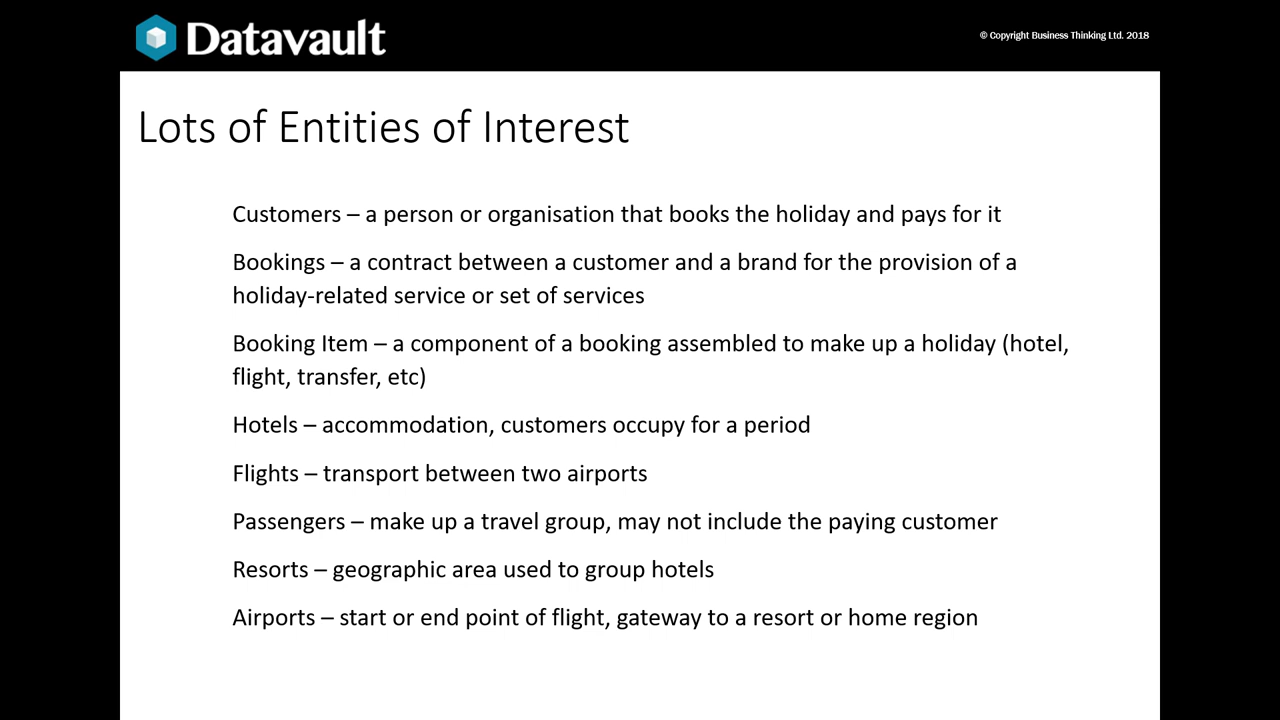 Datavault
© Copyright Business Thinking Ltd. 2018
Lots of Entities of Interest
Customers – a person or organisation that books the holiday and pays for it
Bookings – a contract between a customer and a brand for the provision of a
holiday-related service or set of services
Booking Item – a component of a booking assembled to make up a holiday (hotel,
flight, transfer, etc)
Hotels – accommodation, customers occupy for a period
Flights – transport between two airports
Passengers – make up a travel group, may not include the paying customer
Resorts – geographic area used to group hotels
Airports – start or end point of flight, gateway to a resort or home region